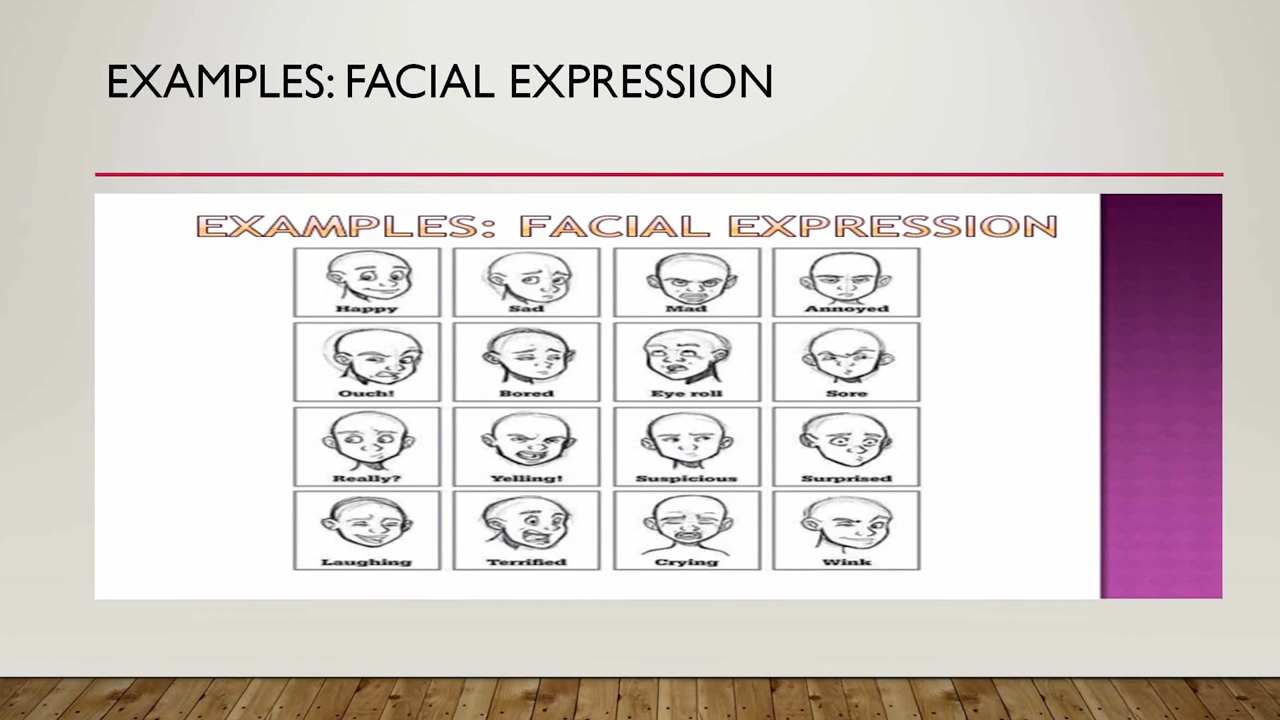 EXAMPLES: FACIAL EXPRESSION
EXAMPLES: FACIAL EXPRESSION
Happy Sad Mad Annoyed
Ouch! Bored Eye roll Sore
Really? Yelling! Suspicious Surprised
Laughing Terrified Crying Wink